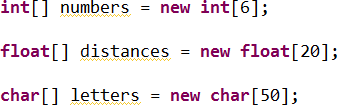 int[] numbers = new int[6];
float[] distances = new float[20];
char[] letters = new char[50];